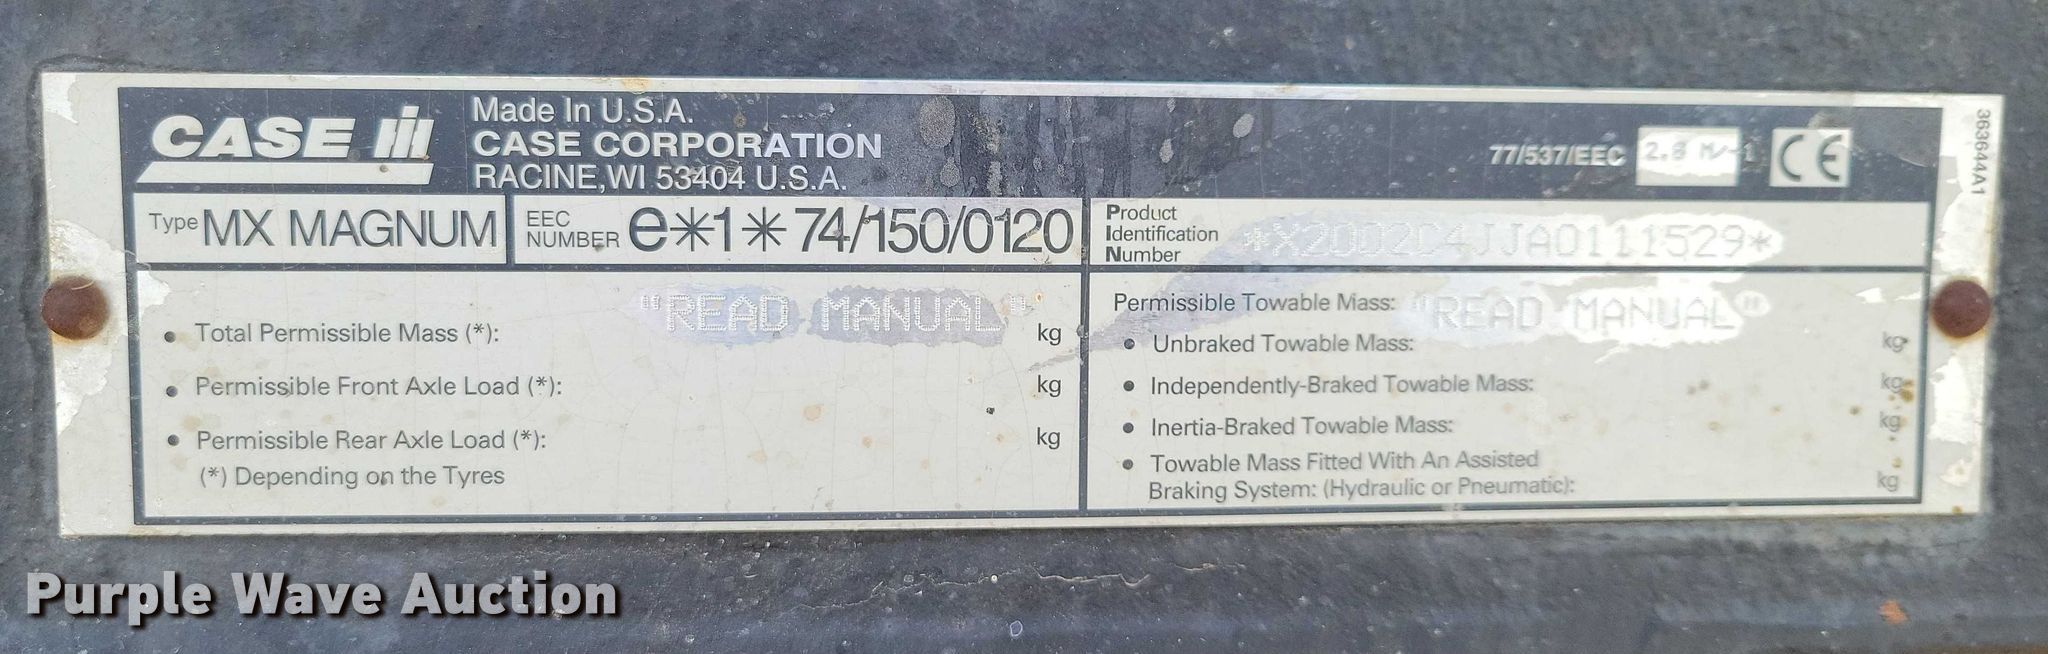 CASE IH
Made In U.S.A.
CASE CORPORATION
RACINE, WI 53404 U.S.A.
77/537/EEC
CE
363644A1
Type MX MAGNUM
EEC NUMBER e*1*74/150/0120
Product Identification Number *X2002C4JJA0111529*
"READ MANUAL"
• Total Permissible Mass (*): kg
• Permissible Front Axle Load (*): kg
• Permissible Rear Axle Load (*): kg
(*) Depending on the Tyres
Permissible Towable Mass: "READ MANUAL"
• Unbraked Towable Mass: kg
• Independently-Braked Towable Mass: kg
• Inertia-Braked Towable Mass: kg
• Towable Mass Fitted With An Assisted
Braking System: (Hydraulic or Pneumatic): kg
Purple Wave Auction